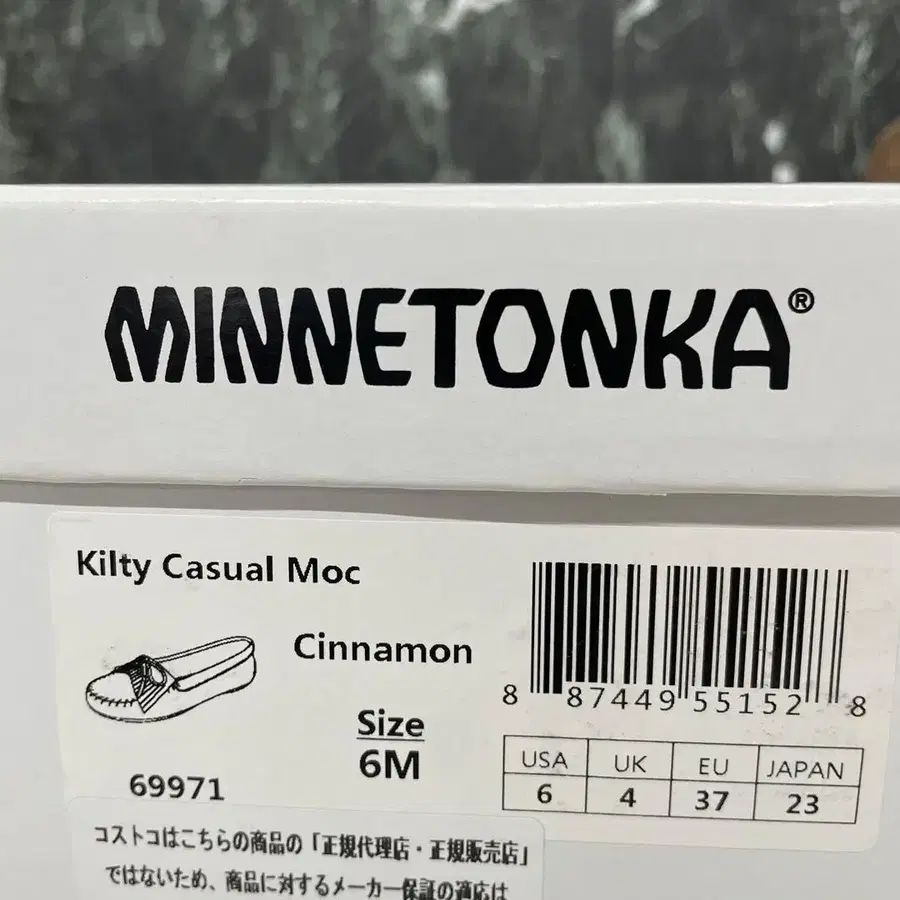 MINNETONKA®
Kilty Casual Moc
Cinnamon
Size
6M
69971
8 87449 55152 8
USA UK EU JAPAN
6 4 37 23
コストコはこちらの商品の「正規代理店・正規販売店」
ではないため、商品に対するメーカー保証の適応は